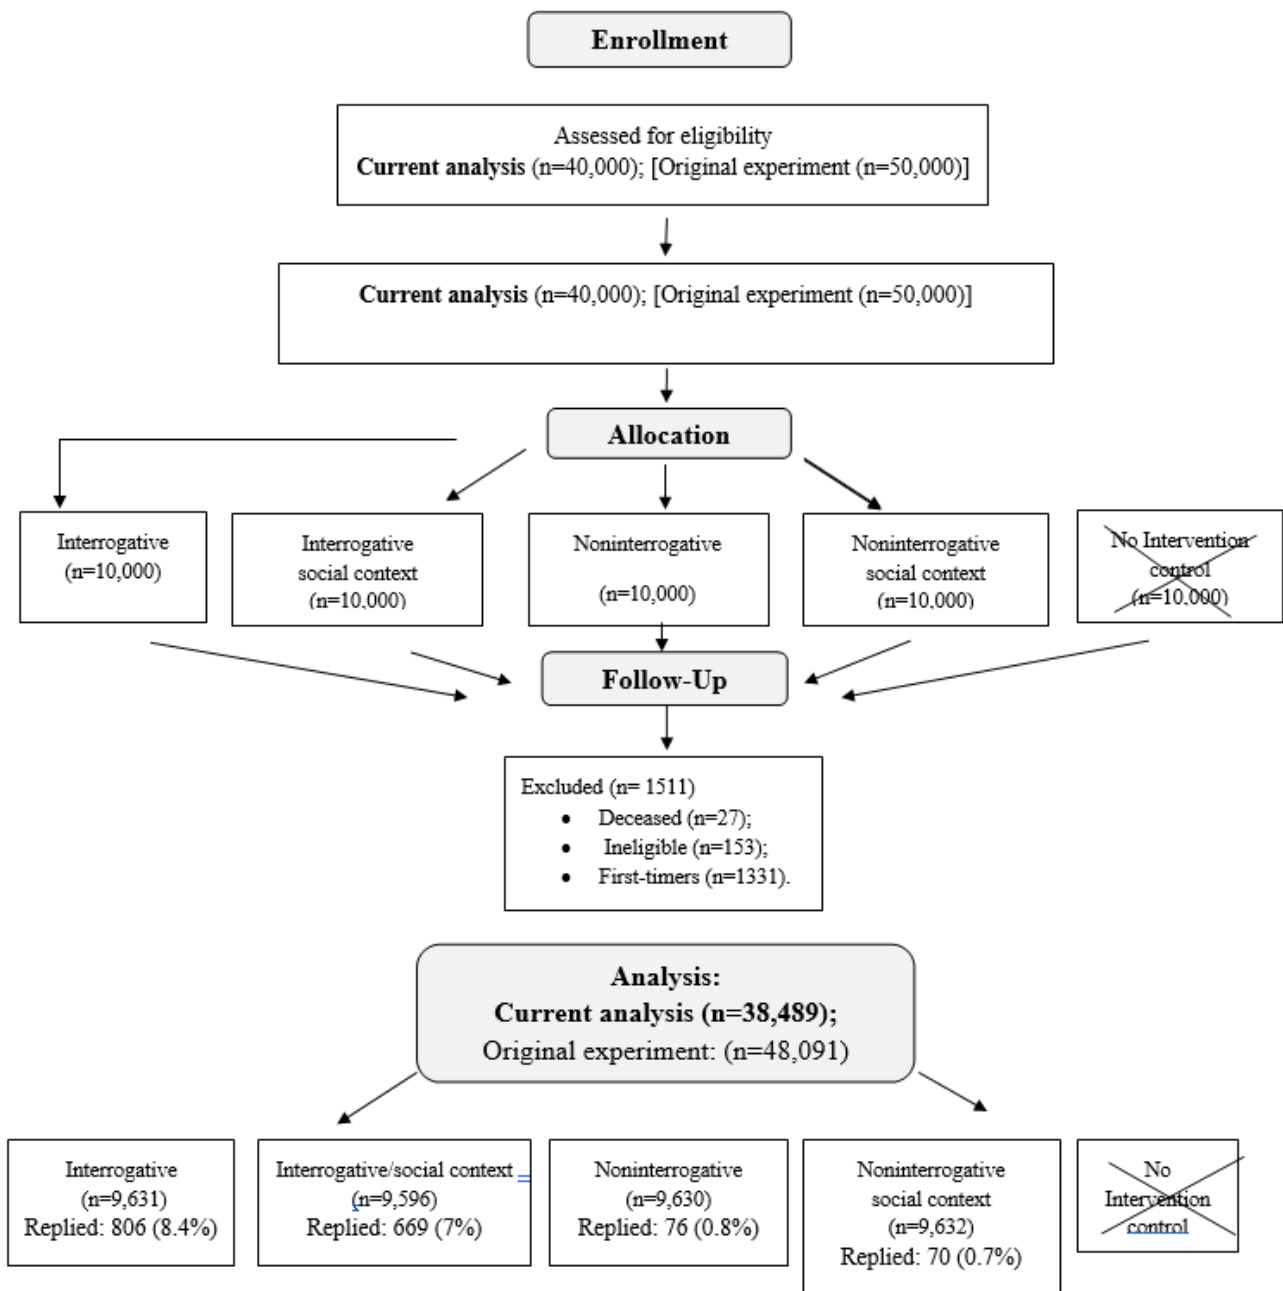 Enrollment
Assessed for eligibility
Current analysis (n=40,000); [Original experiment (n=50,000)]
Current analysis (n=40,000); [Original experiment (n=50,000)]
Allocation
Interrogative
(n=10,000)
Interrogative
social context
(n=10,000)
Noninterrogative
(n=10,000)
Noninterrogative
social context
(n=10,000)
No Intervention
control
(n=10,000)
Follow-Up
Excluded (n= 1511)
• Deceased (n=27);
• Ineligible (n=153);
• First-timers (n=1331).
Analysis:
Current analysis (n=38,489);
Original experiment: (n=48,091)
Interrogative
(n=9,631)
Replied: 806 (8.4%)
Interrogative/social context
(n=9,596)
Replied: 669 (7%)
Noninterrogative
(n=9,630)
Replied: 76 (0.8%)
Noninterrogative
social context
(n=9,632)
Replied: 70 (0.7%)
No
Intervention
control